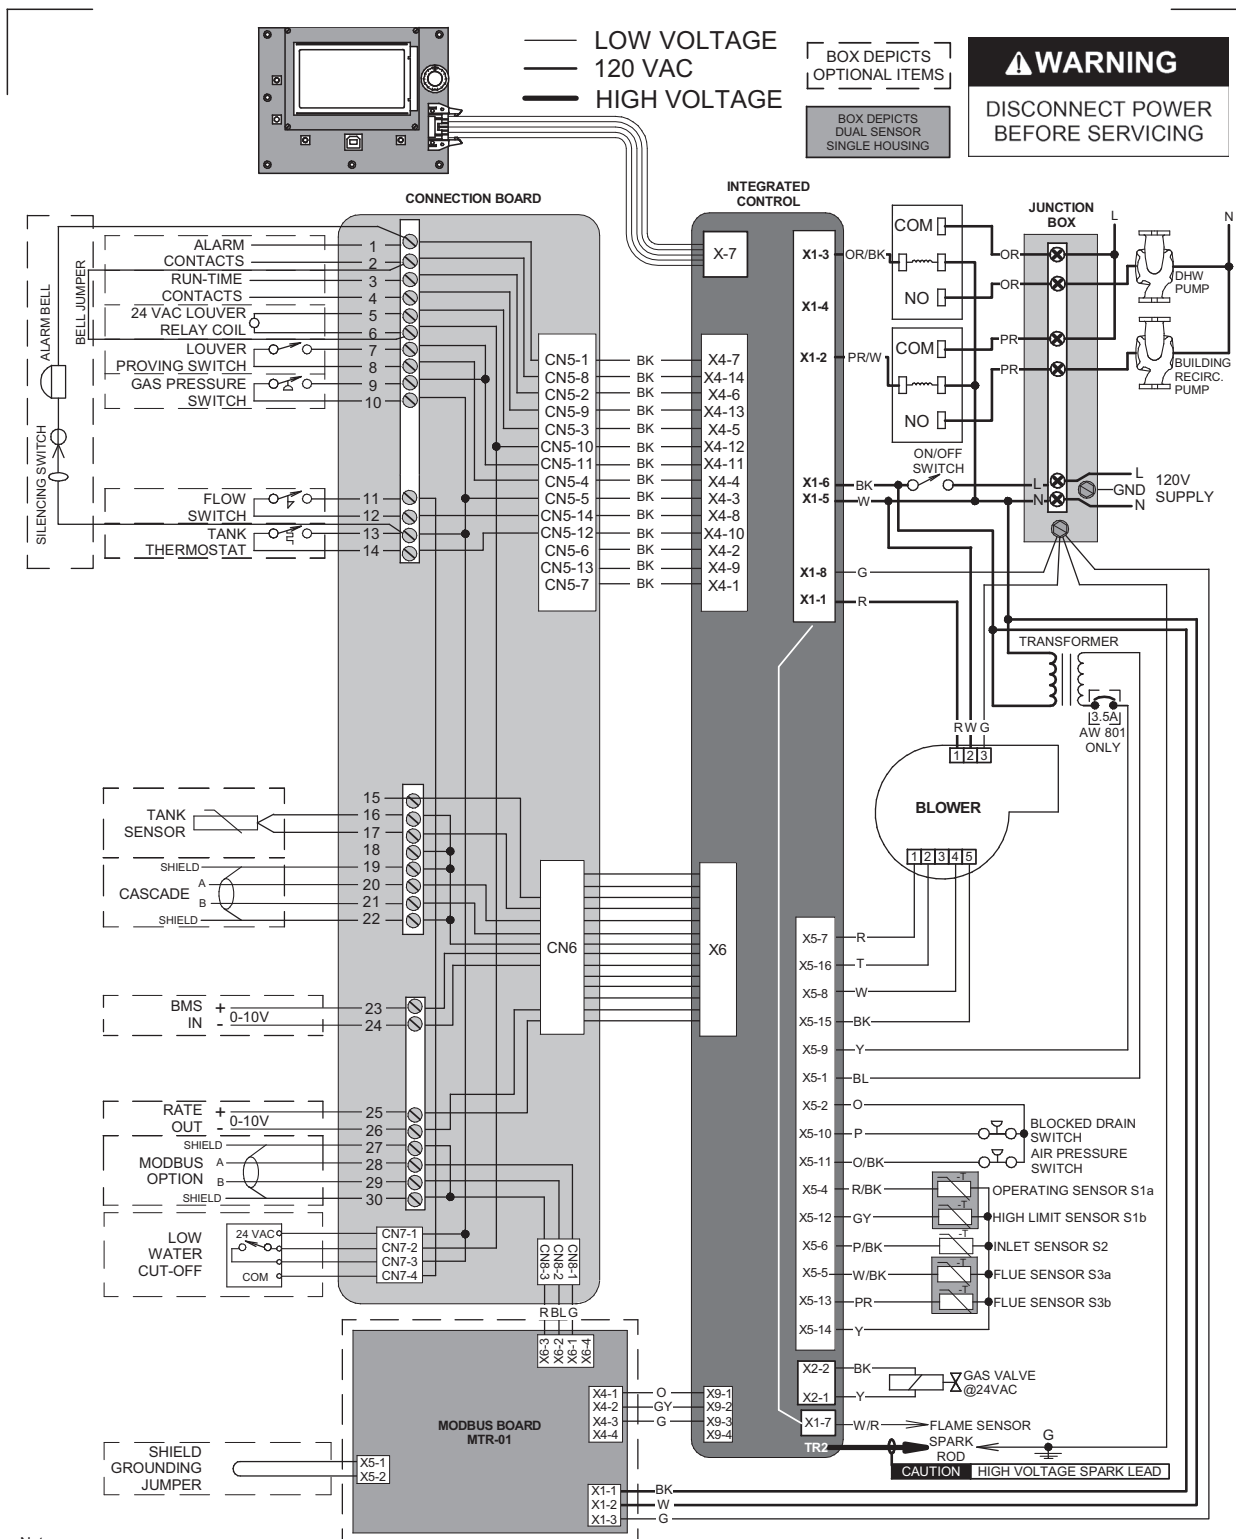 LOW VOLTAGE
120 VAC
HIGH VOLTAGE
BOX DEPICTS
OPTIONAL ITEMS
BOX DEPICTS
DUAL SENSOR
SINGLE HOUSING
WARNING
DISCONNECT POWER
BEFORE SERVICING
CONNECTION BOARD
INTEGRATED
CONTROL
JUNCTION
BOX
L
N
ALARM BELL
SILENCING SWITCH
BELL JUMPER
ALARM
CONTACTS
RUN-TIME
CONTACTS
24 VAC LOUVER
RELAY COIL
LOUVER
PROVING SWITCH
GAS PRESSURE
SWITCH
FLOW
SWITCH
TANK
THERMOSTAT
1
2
3
4
5
6
7
8
9
10
11
12
13
14
CN5-1 BK X4-7
CN5-8 BK X4-14
CN5-2 BK X4-6
CN5-9 BK X4-13
CN5-3 BK X4-5
CN5-10 BK X4-12
CN5-11 BK X4-11
CN5-4 BK X4-4
CN5-5 BK X4-3
CN5-14 BK X4-8
CN5-12 BK X4-10
CN5-6 BK X4-2
CN5-13 BK X4-9
CN5-7 BK X4-1
X-7
X1-3 OR/BK
X1-4
X1-2 PR/W
X1-6 BK
X1-5 W
X1-8 G
X1-1 R
COM
NO
COM
NO
OR
OR
PR
PR
DHW
PUMP
BUILDING
RECIRC.
PUMP
ON/OFF
SWITCH
L
N
L
GND
N
120V
SUPPLY
TRANSFORMER
3.5A
AW 801
ONLY
R W G
1 2 3
BLOWER
1 2 3 4 5
TANK
SENSOR
SHIELD
CASCADE
A
B
SHIELD
15
16
17
18
19
20
21
22
CN6
X6
BMS +
IN -
0-10V
23
24
RATE +
OUT -
0-10V
25
26
SHIELD
MODBUS
OPTION
A
B
SHIELD
27
28
29
30
LOW
WATER
CUT-OFF
24 VAC
COM
CN7-1
CN7-2
CN7-3
CN7-4
CN8-3
CN8-2
CN8-1
R BL G
X6-3
X6-2
X6-1
X6-4
X5-7 R
X5-16 T
X5-8 W
X5-15 BK
X5-9 Y
X5-1 BL
X5-2 O
X5-10 P BLOCKED DRAIN
SWITCH
X5-11 O/BK AIR PRESSURE
SWITCH
X5-4 R/BK -T OPERATING SENSOR S1a
X5-12 GY -T HIGH LIMIT SENSOR S1b
X5-6 P/BK -T INLET SENSOR S2
X5-5 W/BK -T FLUE SENSOR S3a
X5-13 PR -T FLUE SENSOR S3b
X5-14 Y
X2-2 BK
X2-1 Y
GAS VALVE
@24VAC
X1-7 W/R FLAME SENSOR
TR2 SPARK
ROD
G
CAUTION HIGH VOLTAGE SPARK LEAD
MODBUS BOARD
MTR-01
X4-1 O X9-1
X4-2 GY X9-2
X4-3 G X9-3
X4-4 X9-4
SHIELD
GROUNDING
JUMPER
X5-1
X5-2
X1-1 BK
X1-2 W
X1-3 G